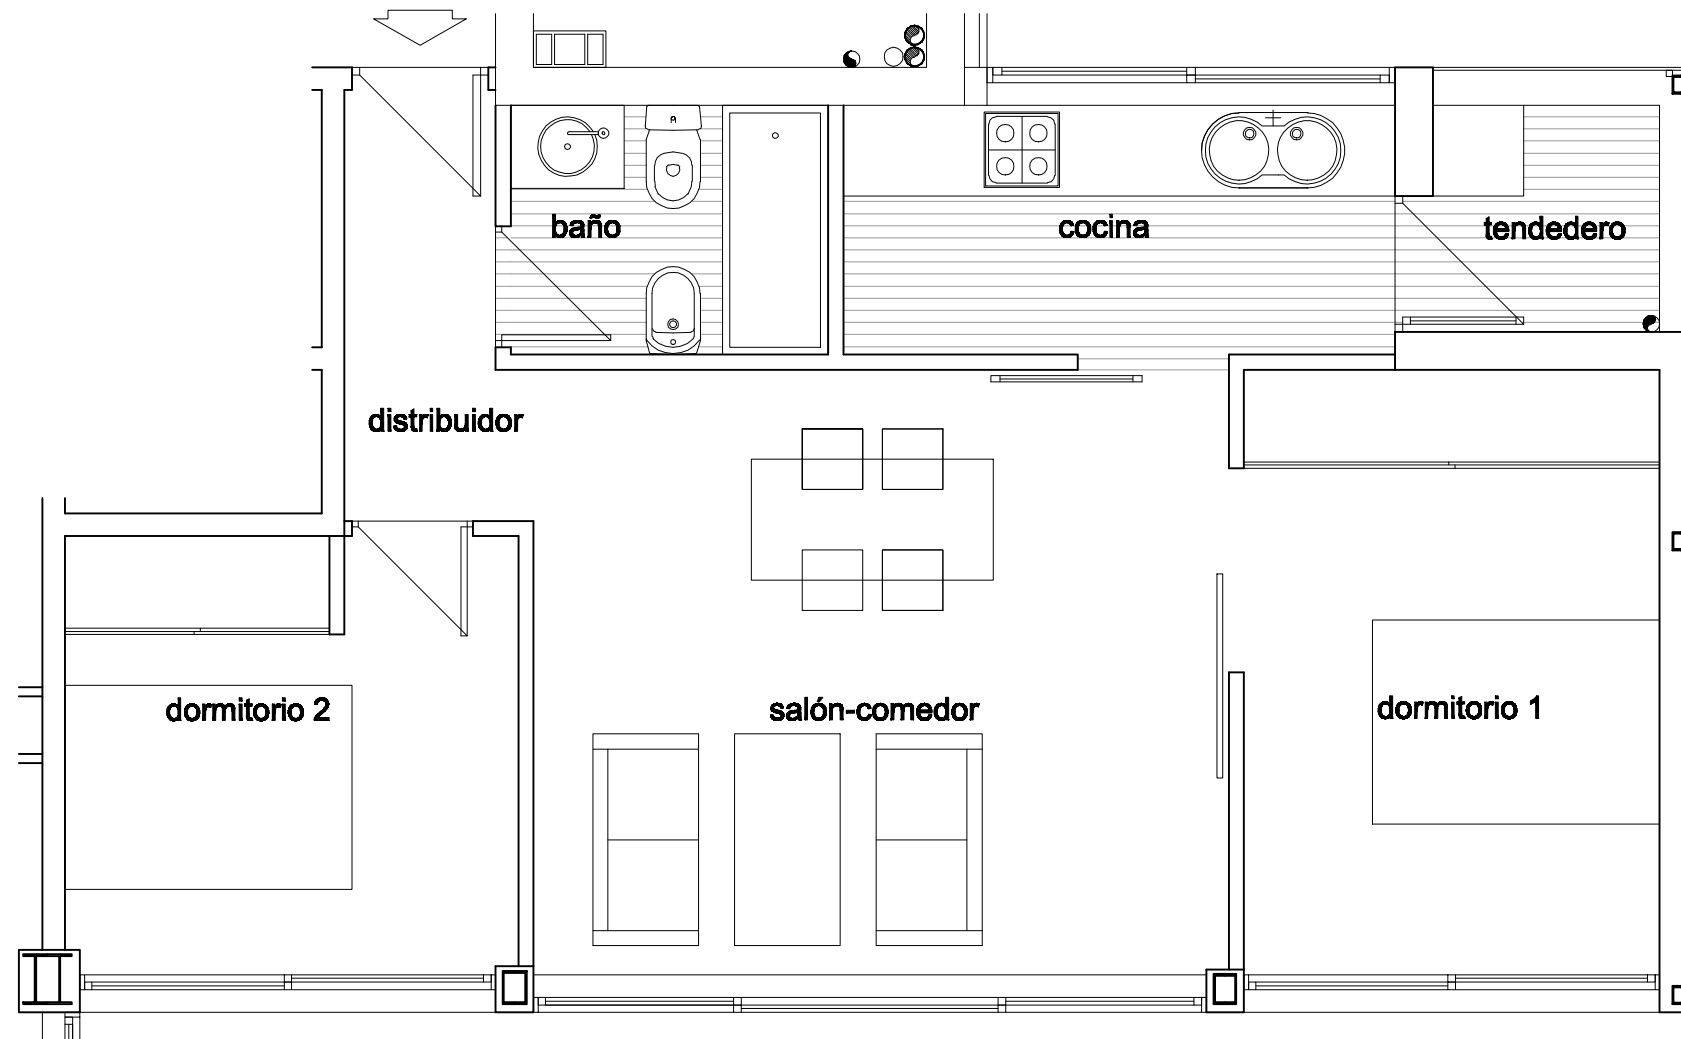 baño
cocina
tendedero
distribuidor
dormitorio 2
salón-comedor
dormitorio 1